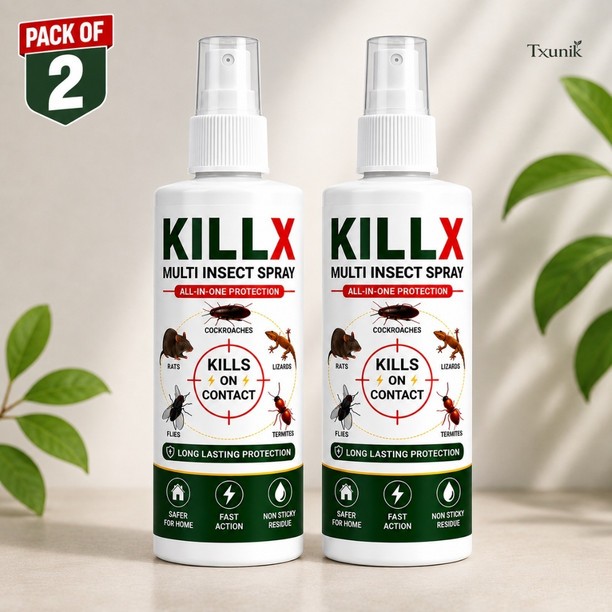 PACK OF
2
Txunik
KILLX
MULTI INSECT SPRAY
ALL-IN-ONE PROTECTION
COCKROACHES
RATS
LIZARDS
KILLS
ON
CONTACT
FLIES
TERMITES
LONG LASTING PROTECTION
SAFER
FOR HOME
FAST
ACTION
NON STICKY
RESIDUE
KILLX
MULTI INSECT SPRAY
ALL-IN-ONE PROTECTION
COCKROACHES
RATS
LIZARDS
KILLS
ON
CONTACT
FLIES
TERMITES
LONG LASTING PROTECTION
SAFER
FOR HOME
FAST
ACTION
NON STICKY
RESIDUE